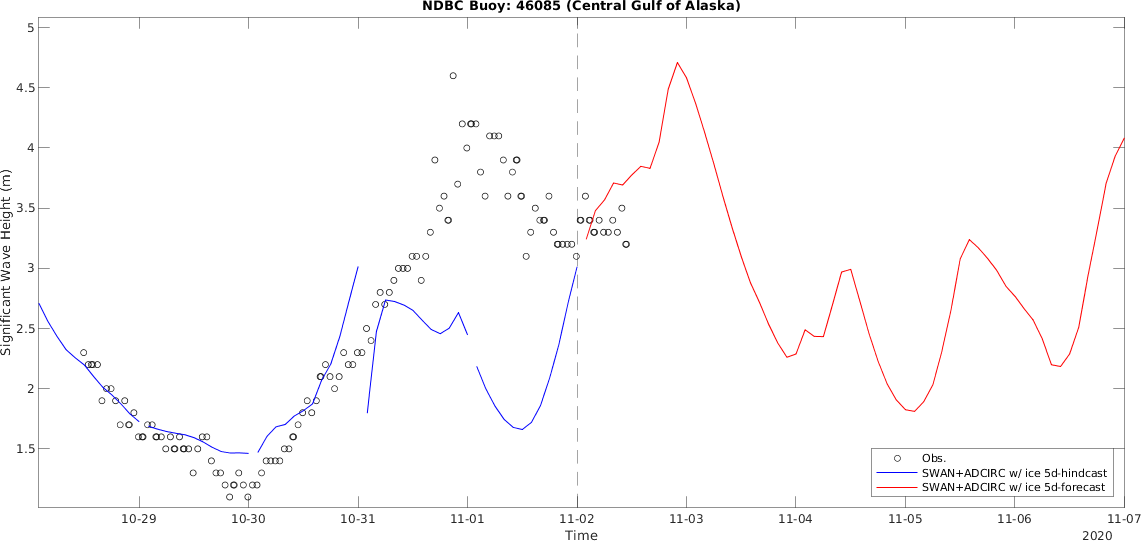 NDBC Buoy: 46085 (Central Gulf of Alaska)
Significant Wave Height (m)
5
4.5
4
3.5
3
2.5
2
1.5
Obs.
SWAN+ADCIRC w/ ice 5d-hindcast
SWAN+ADCIRC w/ ice 5d-forecast
10-29 10-30 10-31 11-01 11-02 11-03 11-04 11-05 11-06 11-07
Time
2020